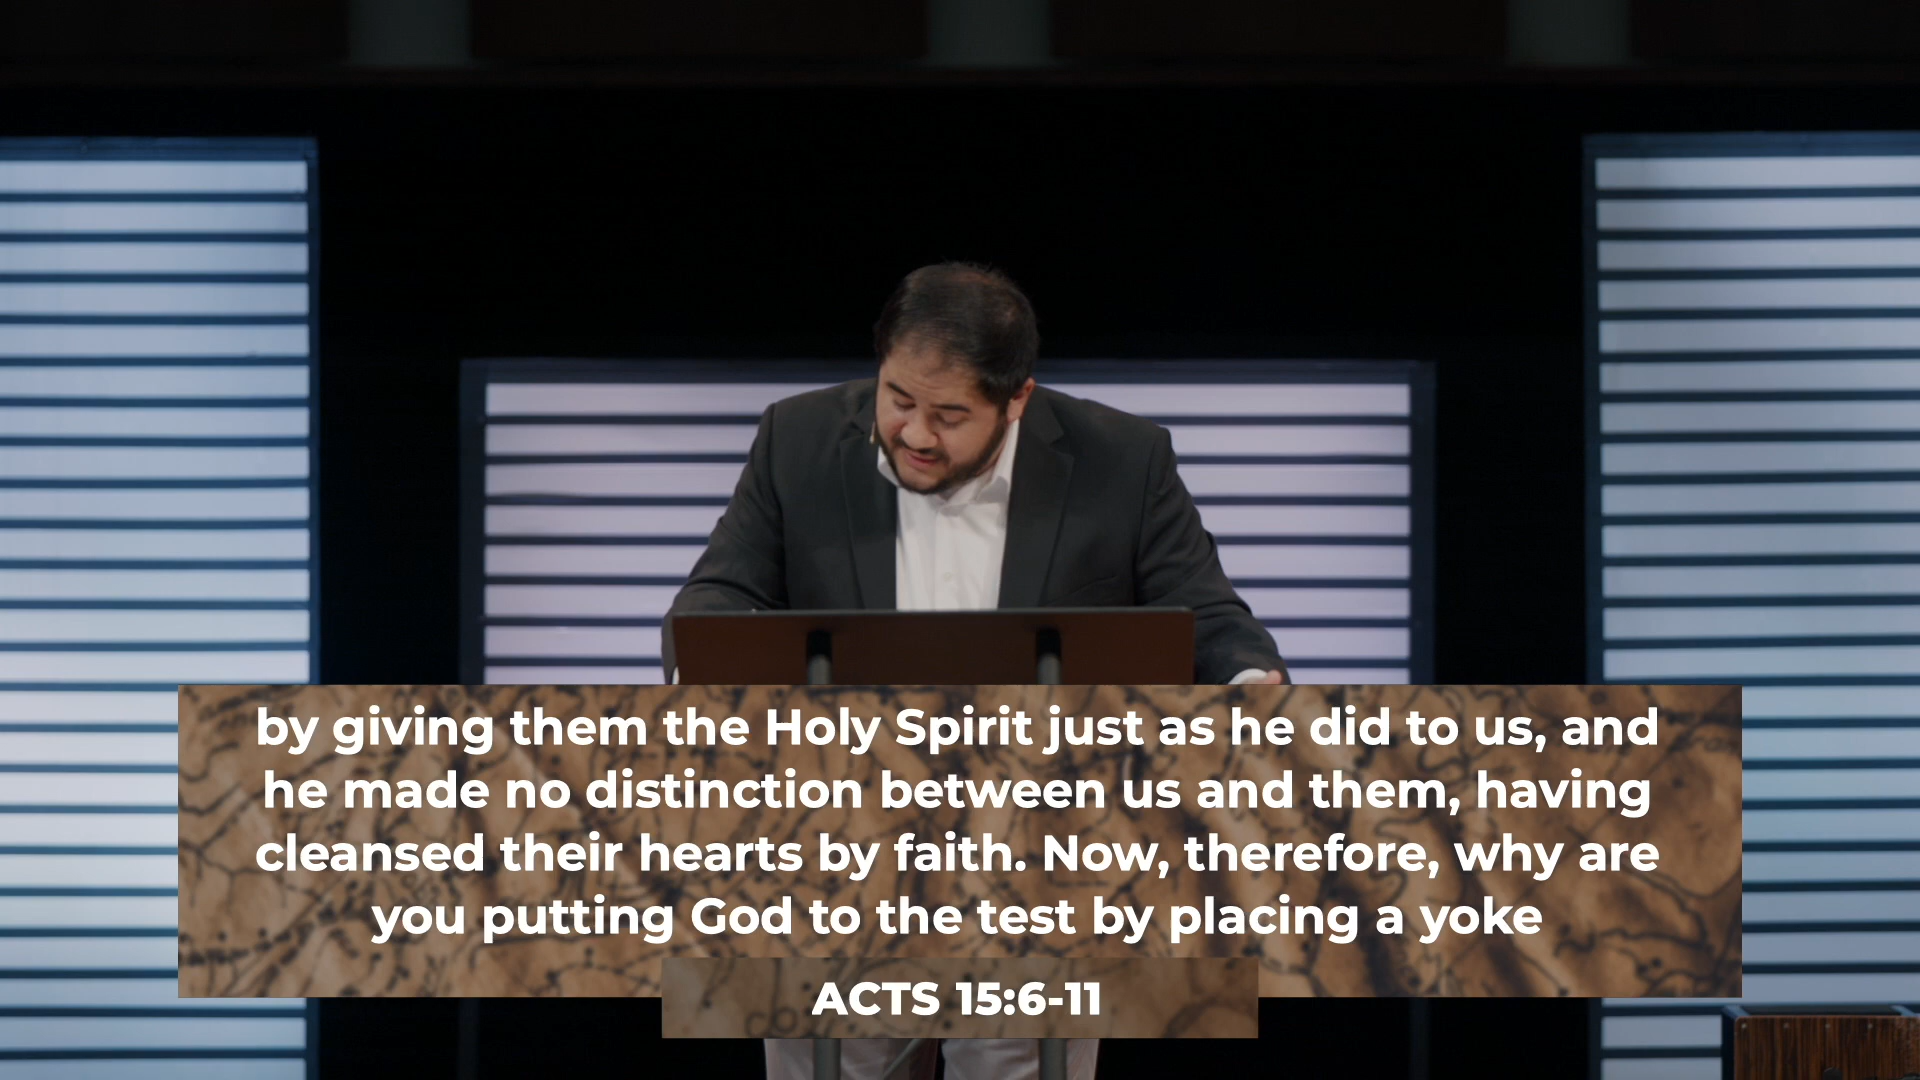 by giving them the Holy Spirit just as he did to us, and
he made no distinction between us and them, having
cleansed their hearts by faith. Now, therefore, why are
you putting God to the test by placing a yoke
ACTS 15:6-11